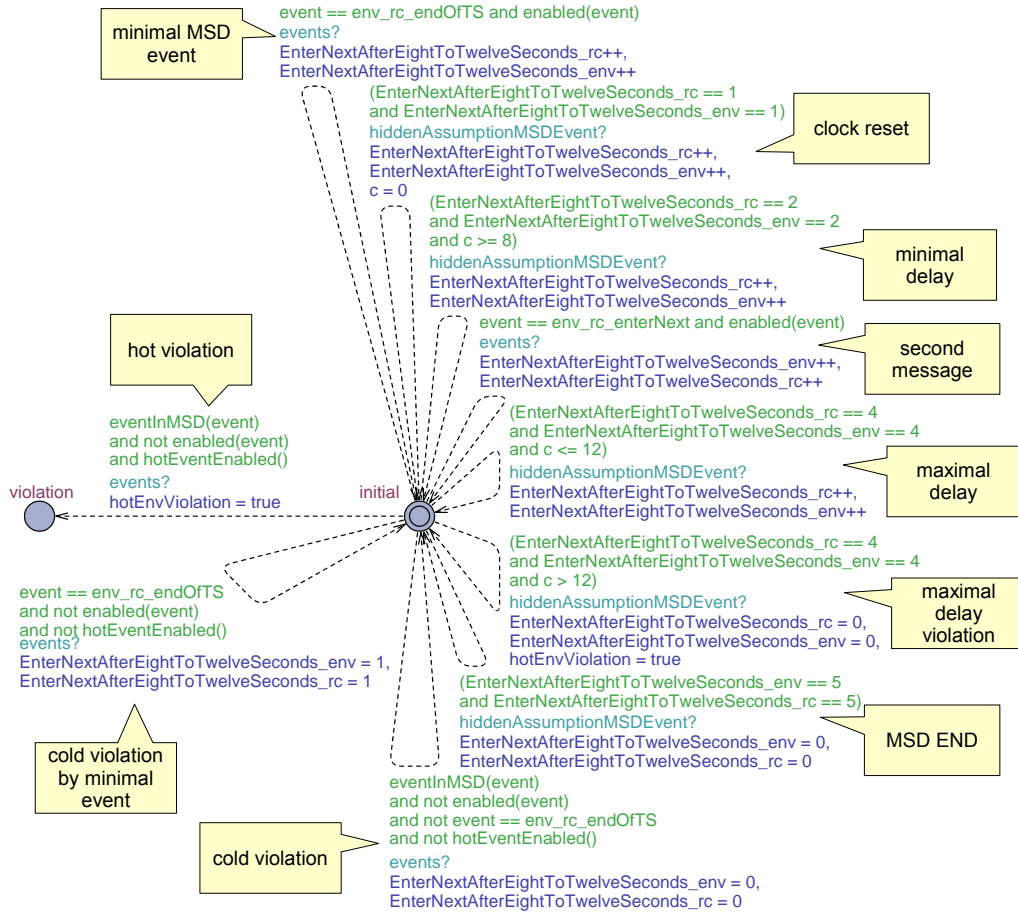 event == env_rc_endOfTS and enabled(event)
events?
EnterNextAfterEightToTwelveSeconds_rc++,
EnterNextAfterEightToTwelveSeconds_env++
minimal MSD
event
(EnterNextAfterEightToTwelveSeconds_rc == 1
and EnterNextAfterEightToTwelveSeconds_env == 1)
hiddenAssumptionMSDEvent?
EnterNextAfterEightToTwelveSeconds_rc++,
EnterNextAfterEightToTwelveSeconds_env++,
c = 0
clock reset
(EnterNextAfterEightToTwelveSeconds_rc == 2
and EnterNextAfterEightToTwelveSeconds_env == 2
and c >= 8)
hiddenAssumptionMSDEvent?
EnterNextAfterEightToTwelveSeconds_rc++,
EnterNextAfterEightToTwelveSeconds_env++
minimal
delay
event == env_rc_enterNext and enabled(event)
events?
EnterNextAfterEightToTwelveSeconds_env++,
EnterNextAfterEightToTwelveSeconds_rc++
second
message
hot violation
eventInMSD(event)
and not enabled(event)
and hotEventEnabled()
events?
hotEnvViolation = true
violation
initial
(EnterNextAfterEightToTwelveSeconds_rc == 4
and EnterNextAfterEightToTwelveSeconds_env == 4
and c <= 12)
hiddenAssumptionMSDEvent?
EnterNextAfterEightToTwelveSeconds_rc++,
EnterNextAfterEightToTwelveSeconds_env++
maximal
delay
(EnterNextAfterEightToTwelveSeconds_rc == 4
and EnterNextAfterEightToTwelveSeconds_env == 4
and c > 12)
hiddenAssumptionMSDEvent?
EnterNextAfterEightToTwelveSeconds_rc = 0,
EnterNextAfterEightToTwelveSeconds_env = 0,
hotEnvViolation = true
maximal
delay
violation
event == env_rc_endOfTS
and not enabled(event)
and not hotEventEnabled()
events?
EnterNextAfterEightToTwelveSeconds_env = 1,
EnterNextAfterEightToTwelveSeconds_rc = 1
cold violation
by minimal
event
(EnterNextAfterEightToTwelveSeconds_env == 5
and EnterNextAfterEightToTwelveSeconds_rc == 5)
hiddenAssumptionMSDEvent?
EnterNextAfterEightToTwelveSeconds_env = 0,
EnterNextAfterEightToTwelveSeconds_rc = 0
MSD END
eventInMSD(event)
and not enabled(event)
and not event == env_rc_endOfTS
and not hotEventEnabled()
events?
EnterNextAfterEightToTwelveSeconds_env = 0,
EnterNextAfterEightToTwelveSeconds_rc = 0
cold violation